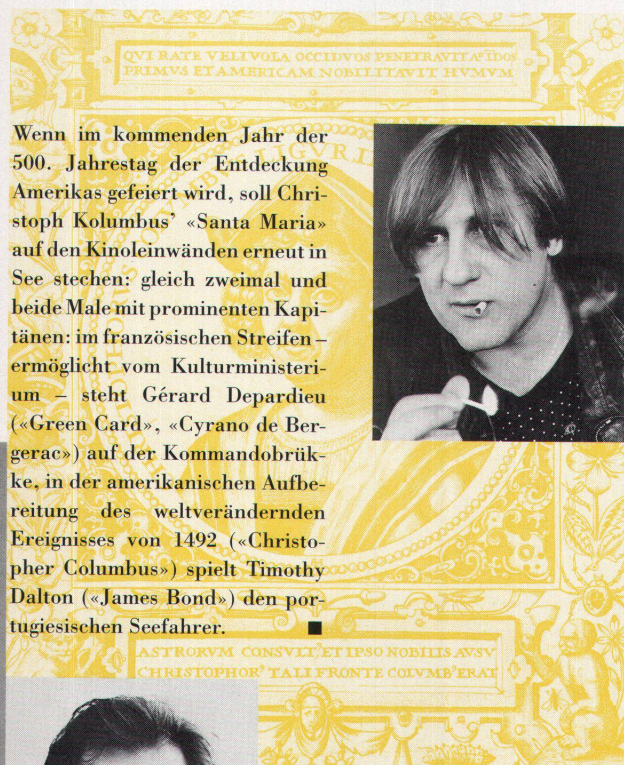 QVI RATE VELIVOLA OCCIDVOS PENETRAVIT
PRIMVS ET AMERICAM NOBILITAVIT HVMVM
Wenn im kommenden Jahr der
500. Jahrestag der Entdeckung
Amerikas gefeiert wird, soll Chri-
stoph Kolumbus’ «Santa Maria»
auf den Kinoleinwänden erneut in
See stechen: gleich zweimal und
beide Male mit prominenten Kapi-
tänen: im französischen Streifen –
ermöglicht vom Kulturministeri-
um – steht Gérard Depardieu
(«Green Card», «Cyrano de Ber-
gerac») auf der Kommandobrük-
ke, in der amerikanischen Aufbe-
reitung des weltverändernden
Ereignisses von 1492 («Christo-
pher Columbus») spielt Timothy
Dalton («James Bond») den por-
tugiesischen Seefahrer. ■
ASTRORVM CONSVLT' ET IPSO NOBILIS AVSV
CHRISTOPHOR' TALI FRONTE COLVMB' ERAT